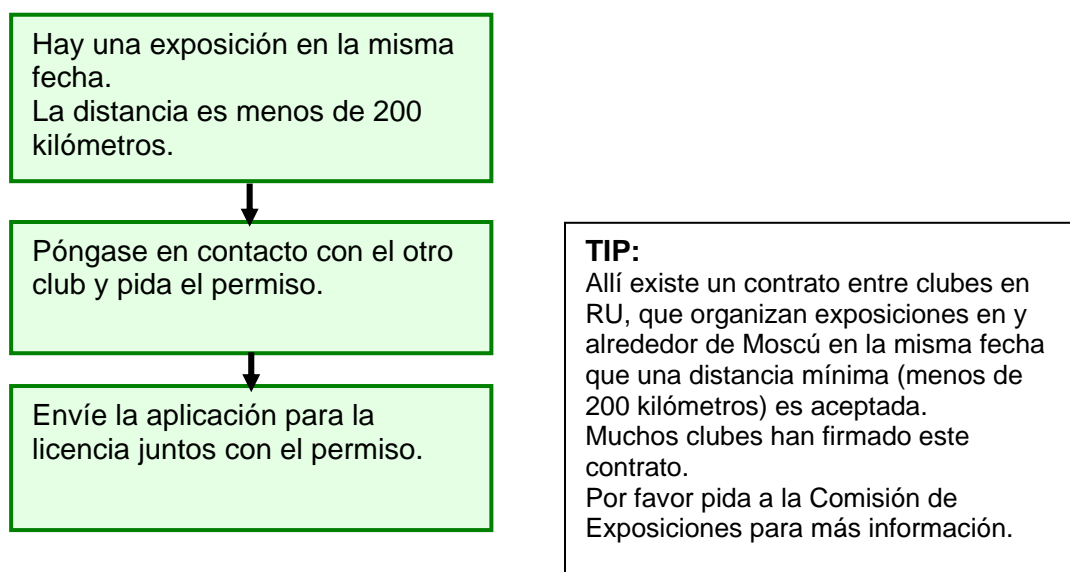 Hay una exposición en la misma
fecha.
La distancia es menos de 200
kilómetros.
Póngase en contacto con el otro
club y pida el permiso.
Envíe la aplicación para la
licencia juntos con el permiso.
TIP:
Allí existe un contrato entre clubes en
RU, que organizan exposiciones en y
alrededor de Moscú en la misma fecha
que una distancia mínima (menos de
200 kilómetros) es aceptada.
Muchos clubes han firmado este
contrato.
Por favor pida a la Comisión de
Exposiciones para más información.